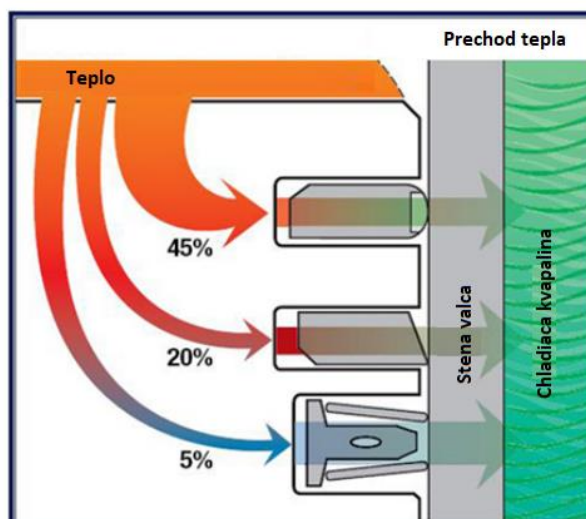 Prechod tepla
Teplo
45%
20%
5%
Stena valca
Chladiaca kvapalina